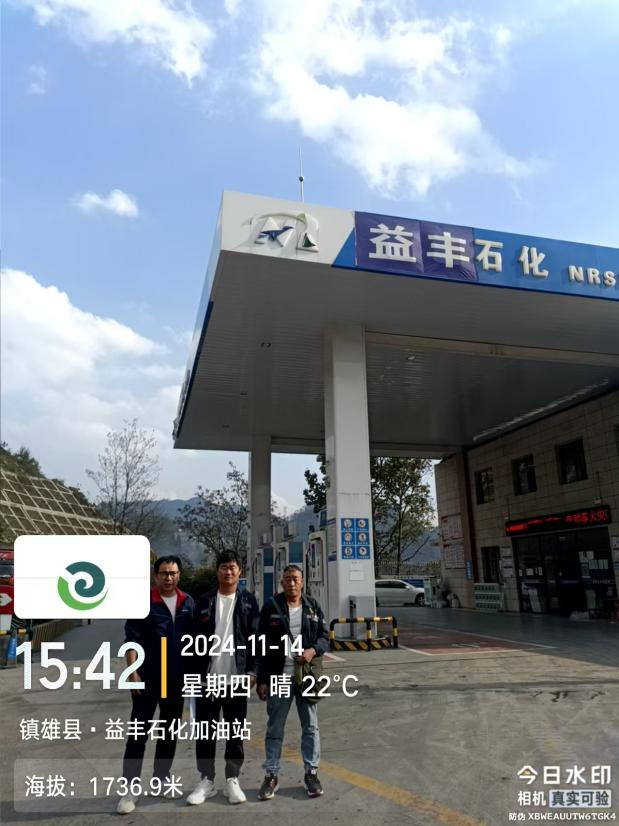 益丰石化 NRS
15:42
2024-11-14
星期四 晴 22°C
镇雄县·益丰石化加油站
海拔：1736.9米
今日水印
相机 真实可验
防伪 XBWEAUUTW6TGK4